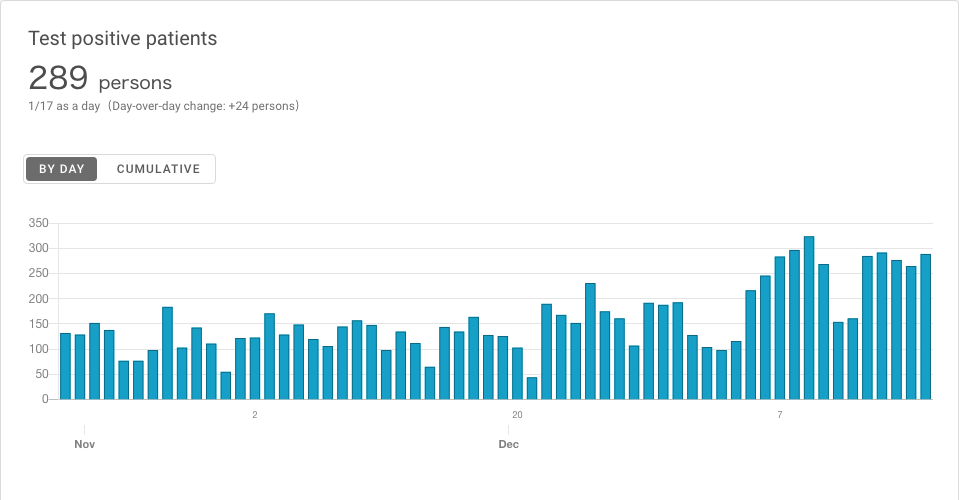 Test positive patients
289 persons
1/17 as a day（Day-over-day change: +24 persons）
BY DAY CUMULATIVE
350
300
250
200
150
100
50
0
2 20 7
Nov Dec